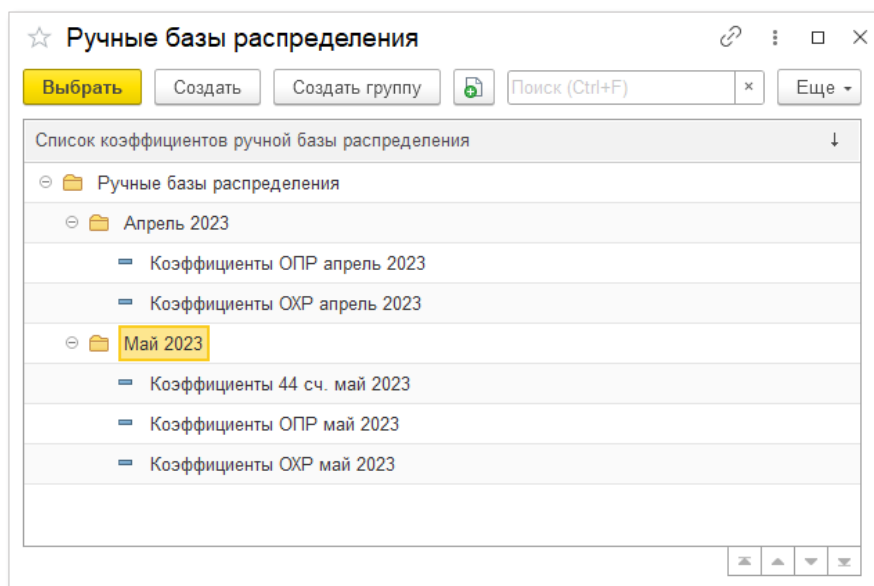 Ручные базы распределения
Выбрать Создать Создать группу Поиск (Ctrl+F) × Еще
Список коэффициентов ручной базы распределения
Ручные базы распределения
Апрель 2023
Коэффициенты ОПР апрель 2023
Коэффициенты ОХР апрель 2023
Май 2023
Коэффициенты 44 сч. май 2023
Коэффициенты ОПР май 2023
Коэффициенты ОХР май 2023